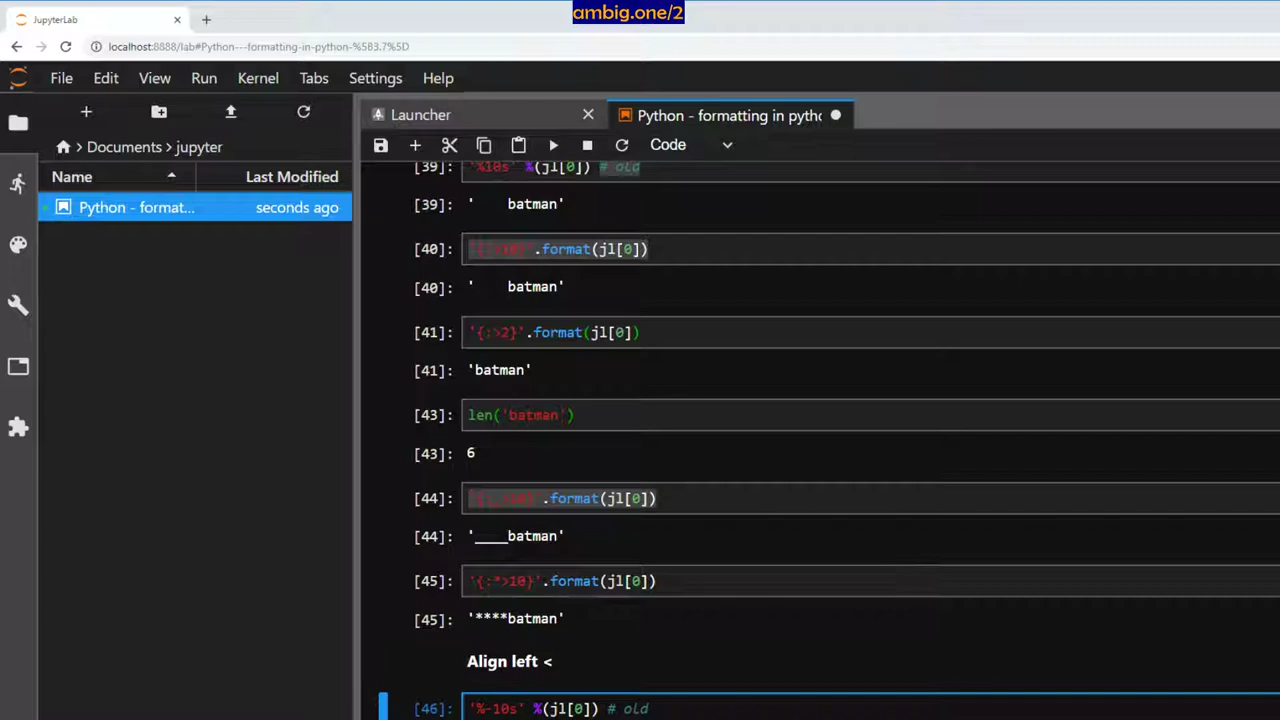 ambig.one/2
JupyterLab
localhost:8888/lab#Python---formatting-in-python-%5B3.7%5D
File Edit View Run Kernel Tabs Settings Help
Launcher
Python - formatting in pytho
Code
Documents > jupyter
Name Last Modified
Python - format... seconds ago
[39]: '%10s' %(jl[0]) # old
[39]: '    batman'
[40]: '{:>10}'.format(jl[0])
[40]: '    batman'
[41]: '{:>2}'.format(jl[0])
[41]: 'batman'
[43]: len('batman')
[43]: 6
[44]: '{:_>10}'.format(jl[0])
[44]: '____batman'
[45]: '{:*>10}'.format(jl[0])
[45]: '****batman'
Align left <
[46]: '%-10s' %(jl[0]) # old